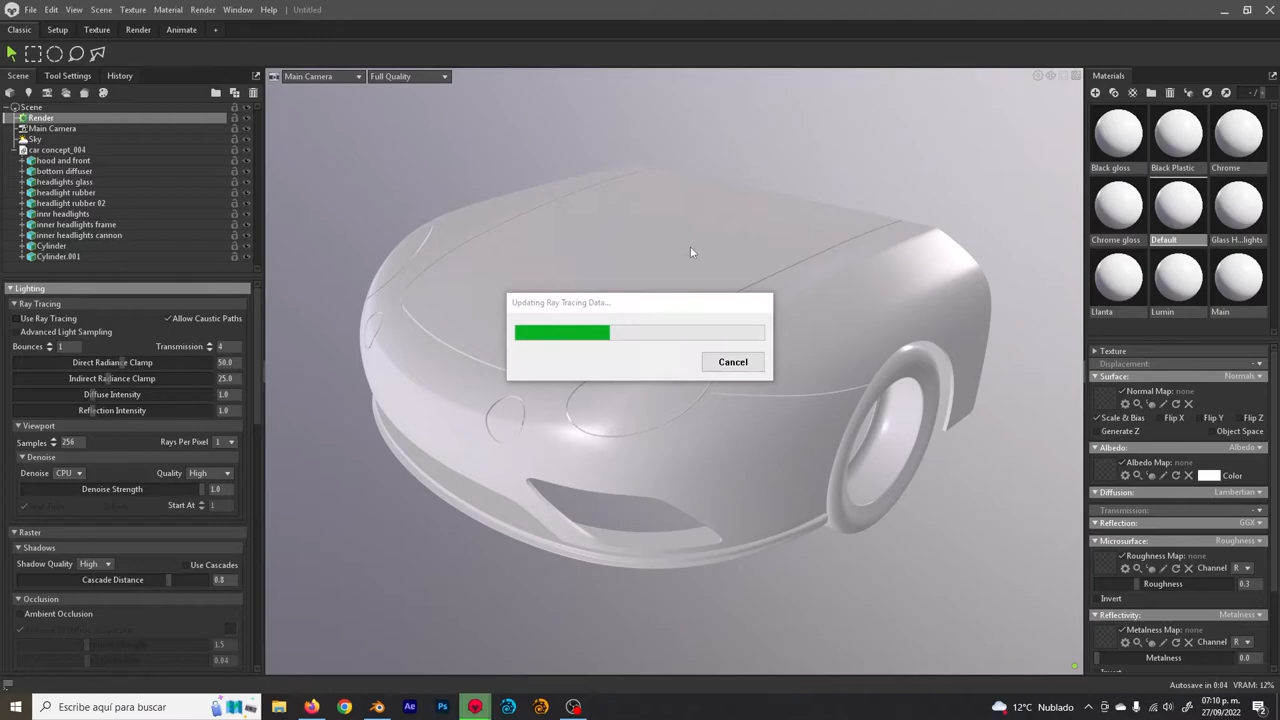 File Edit View Scene Texture Material Render Window Help Untitled
Classic Setup Texture Render Animate +
Scene Tool Settings History
Main Camera Full Quality
Materials
Scene
Render
Main Camera
Sky
car concept_004
hood and front
bottom diffuser
headlights glass
headlight rubber
headlight rubber 02
innr headlights
inner headlights frame
inner headlights cannon
Cylinder
Cylinder.001
Lighting
Ray Tracing
Use Ray Tracing Allow Caustic Paths
Advanced Light Sampling
Bounces 1 Transmission 4
Direct Radiance Clamp 50.0
Indirect Radiance Clamp 25.0
Diffuse Intensity 1.0
Reflection Intensity 1.0
Viewport
Samples 256 Rays Per Pixel 1
Denoise
Denoise CPU Quality High
Denoise Strength 1.0
Start At 1
Raster
Shadows
Shadow Quality High Use Cascades
Cascade Distance 0.8
Occlusion
Ambient Occlusion
1.5
0.04
Updating Ray Tracing Data...
Cancel
Black gloss Black Plastic Chrome
Chrome gloss Default Glass H...lights
Llanta Lumin Main
Texture
Displacement:
Surface: Normals
Normal Map: none
Scale & Bias Flip X Flip Y Flip Z
Generate Z Object Space
Albedo: Albedo
Albedo Map: none
Color
Diffusion: Lambertian
Transmission:
Reflection: GGX
Microsurface: Roughness
Roughness Map: none
Channel R
Roughness 0.3
Invert
Reflectivity: Metalness
Metalness Map: none
Channel R
Metalness 0.0
Invert
Autosave in 0:04 VRAM: 12%
Escribe aquí para buscar
12°C Nublado
07:10 p. m.
27/09/2022
2